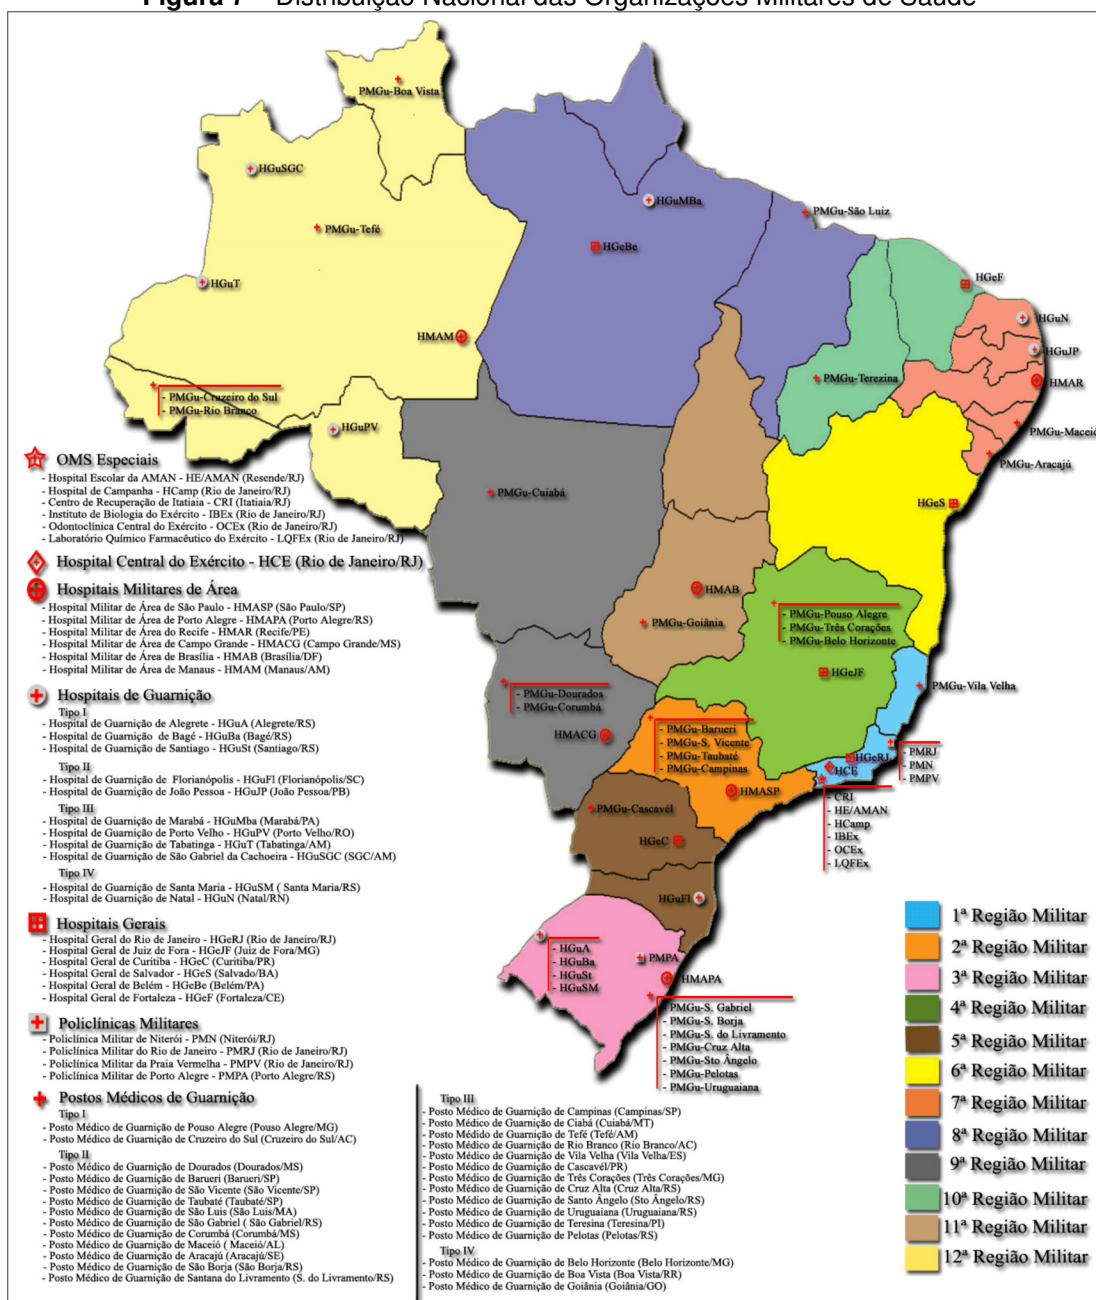 Figura 7 – Distribuição Nacional das Organizações Militares de Saúde
PMGu-Boa Vista
HGuSGC
PMGu-Tefé
HGuT
HMAM
- PMGu-Cruzeiro do Sul
- PMGu-Rio Branco
HGuPV
HGuMBa
HGeBe
PMGu-São Luiz
HGeF
HGuN
HGuJP
HMAR
PMGu-Terezina
PMGu-Maceió
PMGu-Aracajú
HGeS
PMGu-Cuiabá
HMAB
PMGu-Goiânia
- PMGu-Pouso Alegre
- PMGu-Três Corações
- PMGu-Belo Horizonte
HGeJF
PMGu-Vila Velha
- PMGu-Dourados
- PMGu-Corumbá
HMACG
- PMGu-Barueri
- PMGu-S. Vicente
- PMGu-Taubaté
- PMGu-Campinas
HMASP
HGeRJ
HCE
- PMRJ
- PMN
- PMPV
- CRI
- HE/AMAN
- HCamp
- IBEx
- OCEx
- LQFEx
PMGu-Cascavél
HGeC
HGuFl
- HGuA
- HGuBa
- HGuSt
- HGuSM
PMPA
HMAPA
- PMGu-S. Gabriel
- PMGu-S. Borja
- PMGu-S. do Livramento
- PMGu-Cruz Alta
- PMGu-Sto Ângelo
- PMGu-Pelotas
- PMGu-Uruguaiana
OMS Especiais
- Hospital Escolar da AMAN - HE/AMAN (Resende/RJ)
- Hospital de Campanha - HCamp (Rio de Janeiro/RJ)
- Centro de Recuperação de Itatiaia - CRI (Itatiaia/RJ)
- Instituto de Biologia do Exército - IBEx (Rio de Janeiro/RJ)
- Odontoclínica Central do Exército - OCEx (Rio de Janeiro/RJ)
- Laboratório Químico Farmacêutico do Exército - LQFEx (Rio de Janeiro/RJ)
Hospital Central do Exército - HCE (Rio de Janeiro/RJ)
Hospitais Militares de Área
- Hospital Militar de Área de São Paulo - HMASP (São Paulo/SP)
- Hospital Militar de Área de Porto Alegre - HMAPA (Porto Alegre/RS)
- Hospital Militar de Área do Recife - HMAR (Recife/PE)
- Hospital Militar de Área de Campo Grande - HMACG (Campo Grande/MS)
- Hospital Militar de Área de Brasília - HMAB (Brasília/DF)
- Hospital Militar de Área de Manaus - HMAM (Manaus/AM)
Hospitais de Guarnição
Tipo I
- Hospital de Guarnição de Alegrete - HGuA (Alegrete/RS)
- Hospital de Guarnição de Bagé - HGuBa (Bagé/RS)
- Hospital de Guarnição de Santiago - HGuSt (Santiago/RS)
Tipo II
- Hospital de Guarnição de Florianópolis - HGuFl (Florianópolis/SC)
- Hospital de Guarnição de João Pessoa - HGuJP (João Pessoa/PB)
Tipo III
- Hospital de Guarnição de Marabá - HGuMba (Marabá/PA)
- Hospital de Guarnição de Porto Velho - HGuPV (Porto Velho/RO)
- Hospital de Guarnição de Tabatinga - HGuT (Tabatinga/AM)
- Hospital de Guarnição de São Gabriel da Cachoeira - HGuSGC (SGC/AM)
Tipo IV
- Hospital de Guarnição de Santa Maria - HGuSM ( Santa Maria/RS)
- Hospital de Guarnição de Natal - HGuN (Natal/RN)
Hospitais Gerais
- Hospital Geral do Rio de Janeiro - HGeRJ (Rio de Janeiro/RJ)
- Hospital Geral de Juiz de Fora - HGeJF (Juiz de Fora/MG)
- Hospital Geral de Curitiba - HGeC (Curitiba/PR)
- Hospital Geral de Salvador - HGeS (Salvado/BA)
- Hospital Geral de Belém - HGeBe (Belém/PA)
- Hospital Geral de Fortaleza - HGeF (Fortaleza/CE)
Policlínicas Militares
- Policlínica Militar de Niterói - PMN (Niterói/RJ)
- Policlínica Militar do Rio de Janeiro - PMRJ (Rio de Janeiro/RJ)
- Policlínica Militar da Praia Vermelha - PMPV (Rio de Janeiro/RJ)
- Policlínica Militar de Porto Alegre - PMPA (Porto Alegre/RS)
Postos Médicos de Guarnição
Tipo I
- Posto Médico de Guarnição de Pouso Alegre (Pouso Alegre/MG)
- Posto Médico de Guarnição de Cruzeiro do Sul (Cruzeiro do Sul/AC)
Tipo II
- Posto Médico de Guarnição de Dourados (Dourados/MS)
- Posto Médico de Guarnição de Barueri (Barueri/SP)
- Posto Médico de Guarnição de São Vicente (São Vicente/SP)
- Posto Médico de Guarnição de Taubaté (Taubaté/SP)
- Posto Médico de Guarnição de São Luis (São Luis/MA)
- Posto Médico de Guarnição de São Gabriel ( São Gabriel/RS)
- Posto Médico de Guarnição de Corumbá (Corumbá/MS)
- Posto Médico de Guarnição de Maceió ( Maceió/AL)
- Posto Médico de Guarnição de Aracajú (Aracajú/SE)
- Posto Médico de Guarnição de São Borja (São Borja/RS)
- Posto Médico de Guarnição de Santana do Livramento (S. do Livramento/RS)
Tipo III
- Posto Médico de Guarnição de Campinas (Campinas/SP)
- Posto Médico de Guarnição de Ciabá (Cuiabá/MT)
- Posto Médido de Guarnição de Tefé (Tefé/AM)
- Posto Médico de Guarnição de Rio Branco (Rio Branco/AC)
- Posto Médico de Guarnição de Vila Velha (Vila Velha/ES)
- Posto Médico de Guarnição de Cascavél/PR)
- Posto Médico de Guarnição de Três Corações (Três Corações/MG)
- Posto Médico de Guarnição de Cruz Alta (Cruz Alta/RS)
- Posto Médico de Guarnição de Santo Ângelo (Sto Ângelo/RS)
- Posto Médico de Guarnição de Uruguaiana (Uruguaiana/RS)
- Posto Médico de Guarnição de Teresina (Teresina/PI)
- Posto Médico de Guarnição de Pelotas (Pelotas/RS)
Tipo IV
- Posto Médico de Guarnição de Belo Horizonte (Belo Horizonte/MG)
- Posto Médico de Guarnição de Boa Vista (Boa Vista/RR)
- Posto Médico de Guarnição de Goiânia (Goiânia/GO)
1ª Região Militar
2ª Região Militar
3ª Região Militar
4ª Região Militar
5ª Região Militar
6ª Região Militar
7ª Região Militar
8ª Região Militar
9ª Região Militar
10ª Região Militar
11ª Região Militar
12ª Região Militar